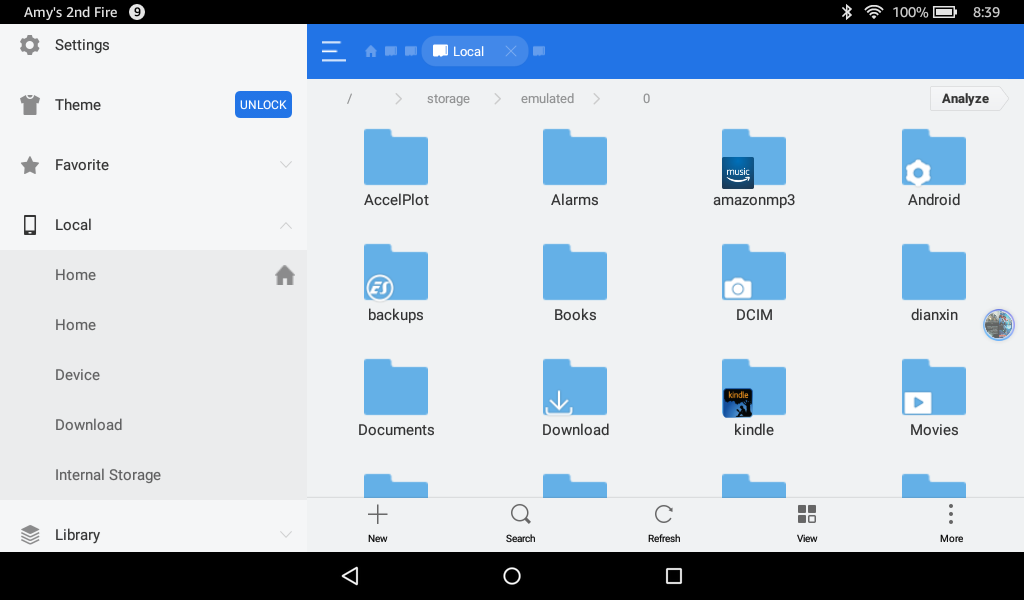 Amy's 2nd Fire 9 100% 8:39
Settings
Theme UNLOCK
Favorite
Local
Home
Home
Device
Download
Internal Storage
Library
Local
/ storage emulated 0 Analyze
AccelPlot Alarms amazonmp3 Android
music
backups Books DCIM dianxin
ES
Documents Download kindle Movies
kindle
New Search Refresh View More